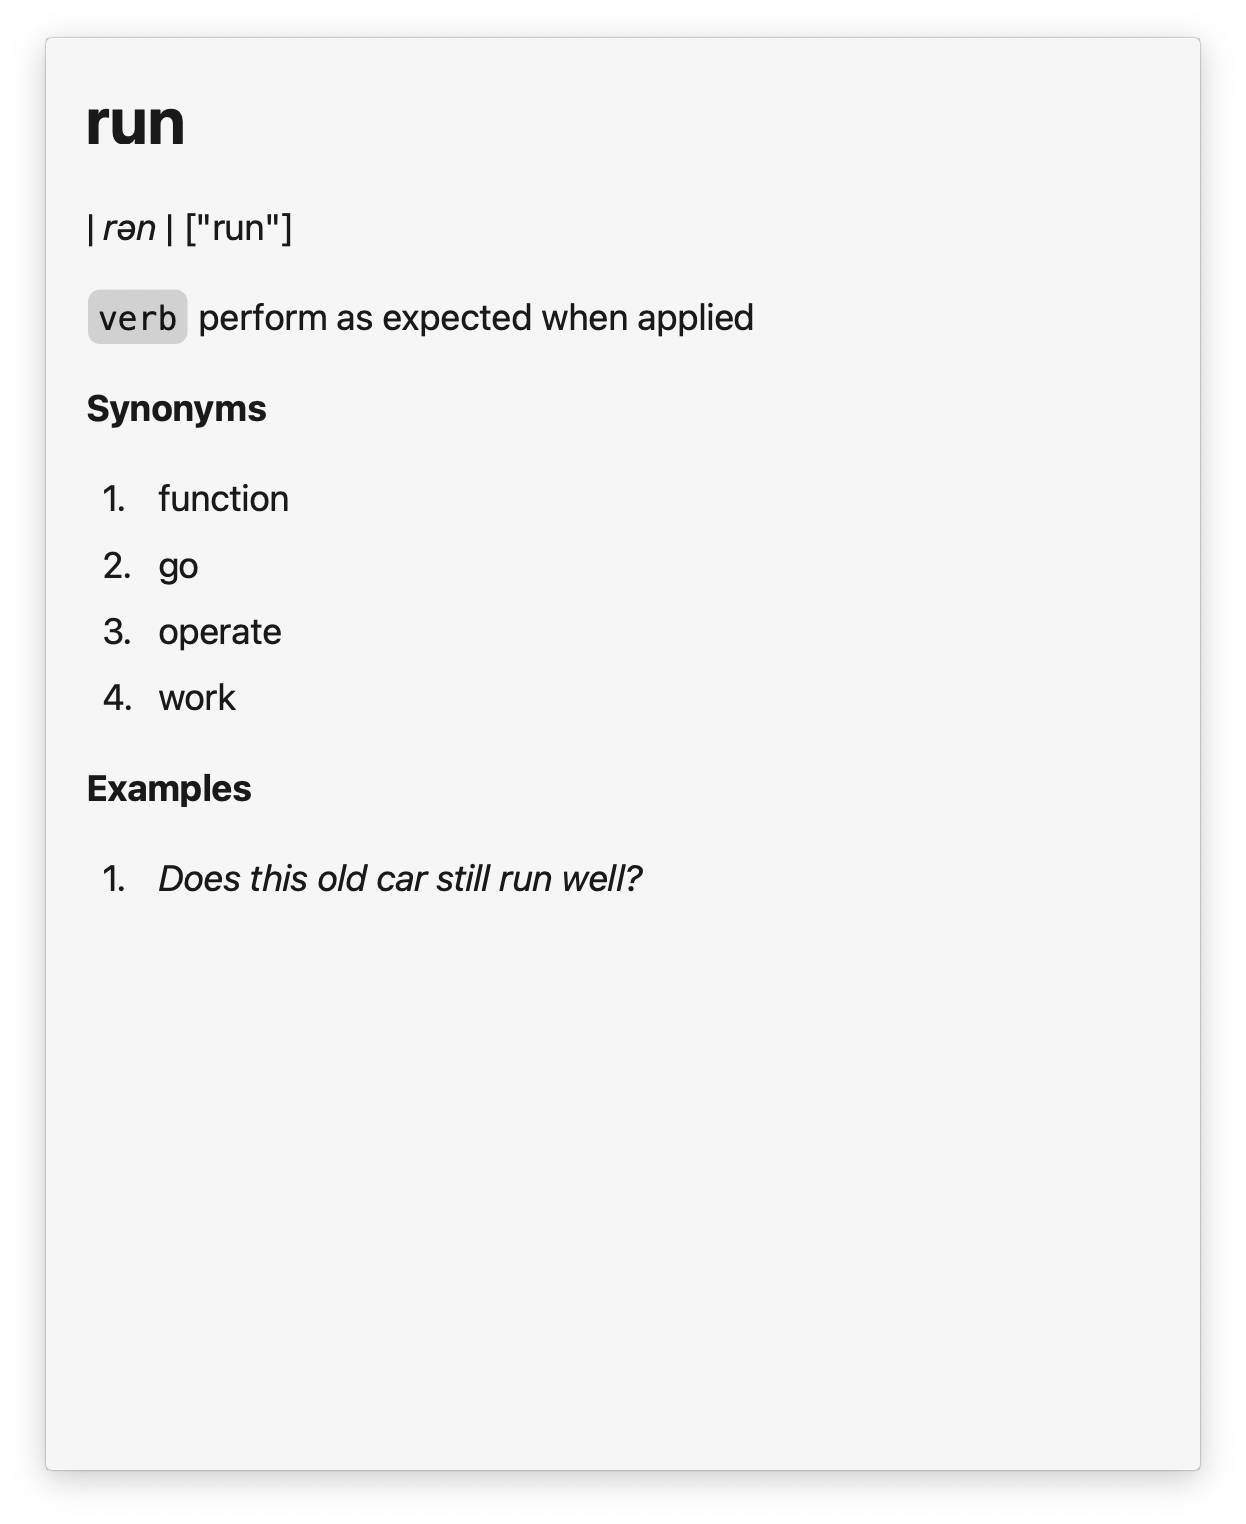 run
| rən | ["run"]
verb perform as expected when applied
Synonyms
1. function
2. go
3. operate
4. work
Examples
1. Does this old car still run well?